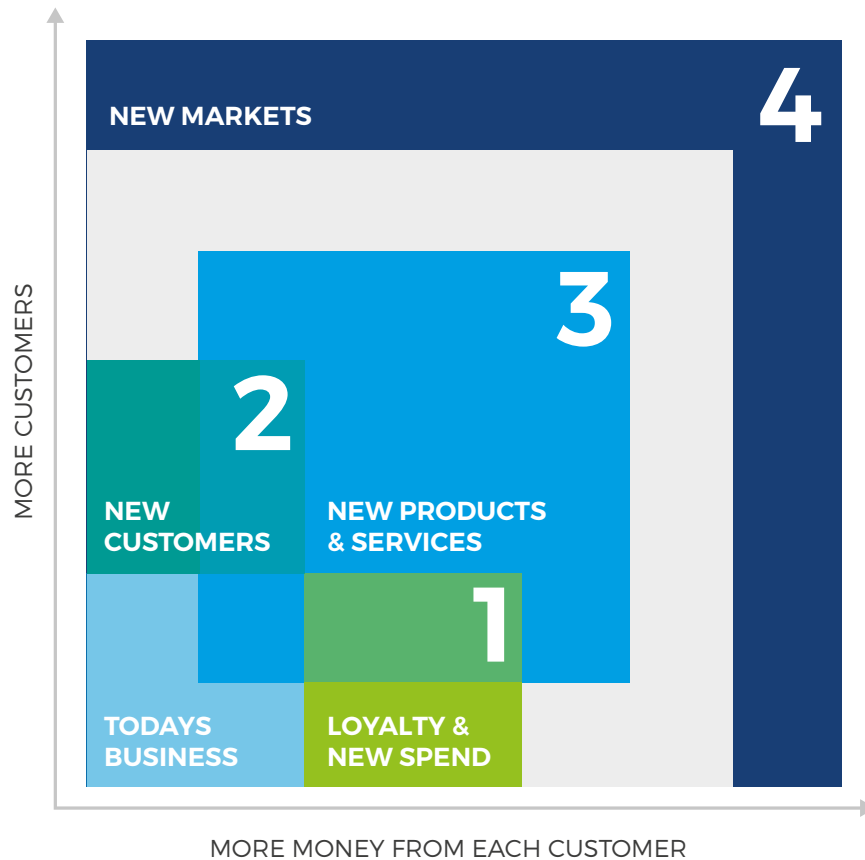 NEW MARKETS
4
3
2
NEW
CUSTOMERS
NEW PRODUCTS
& SERVICES
1
TODAYS
BUSINESS
LOYALTY &
NEW SPEND
MORE CUSTOMERS
MORE MONEY FROM EACH CUSTOMER